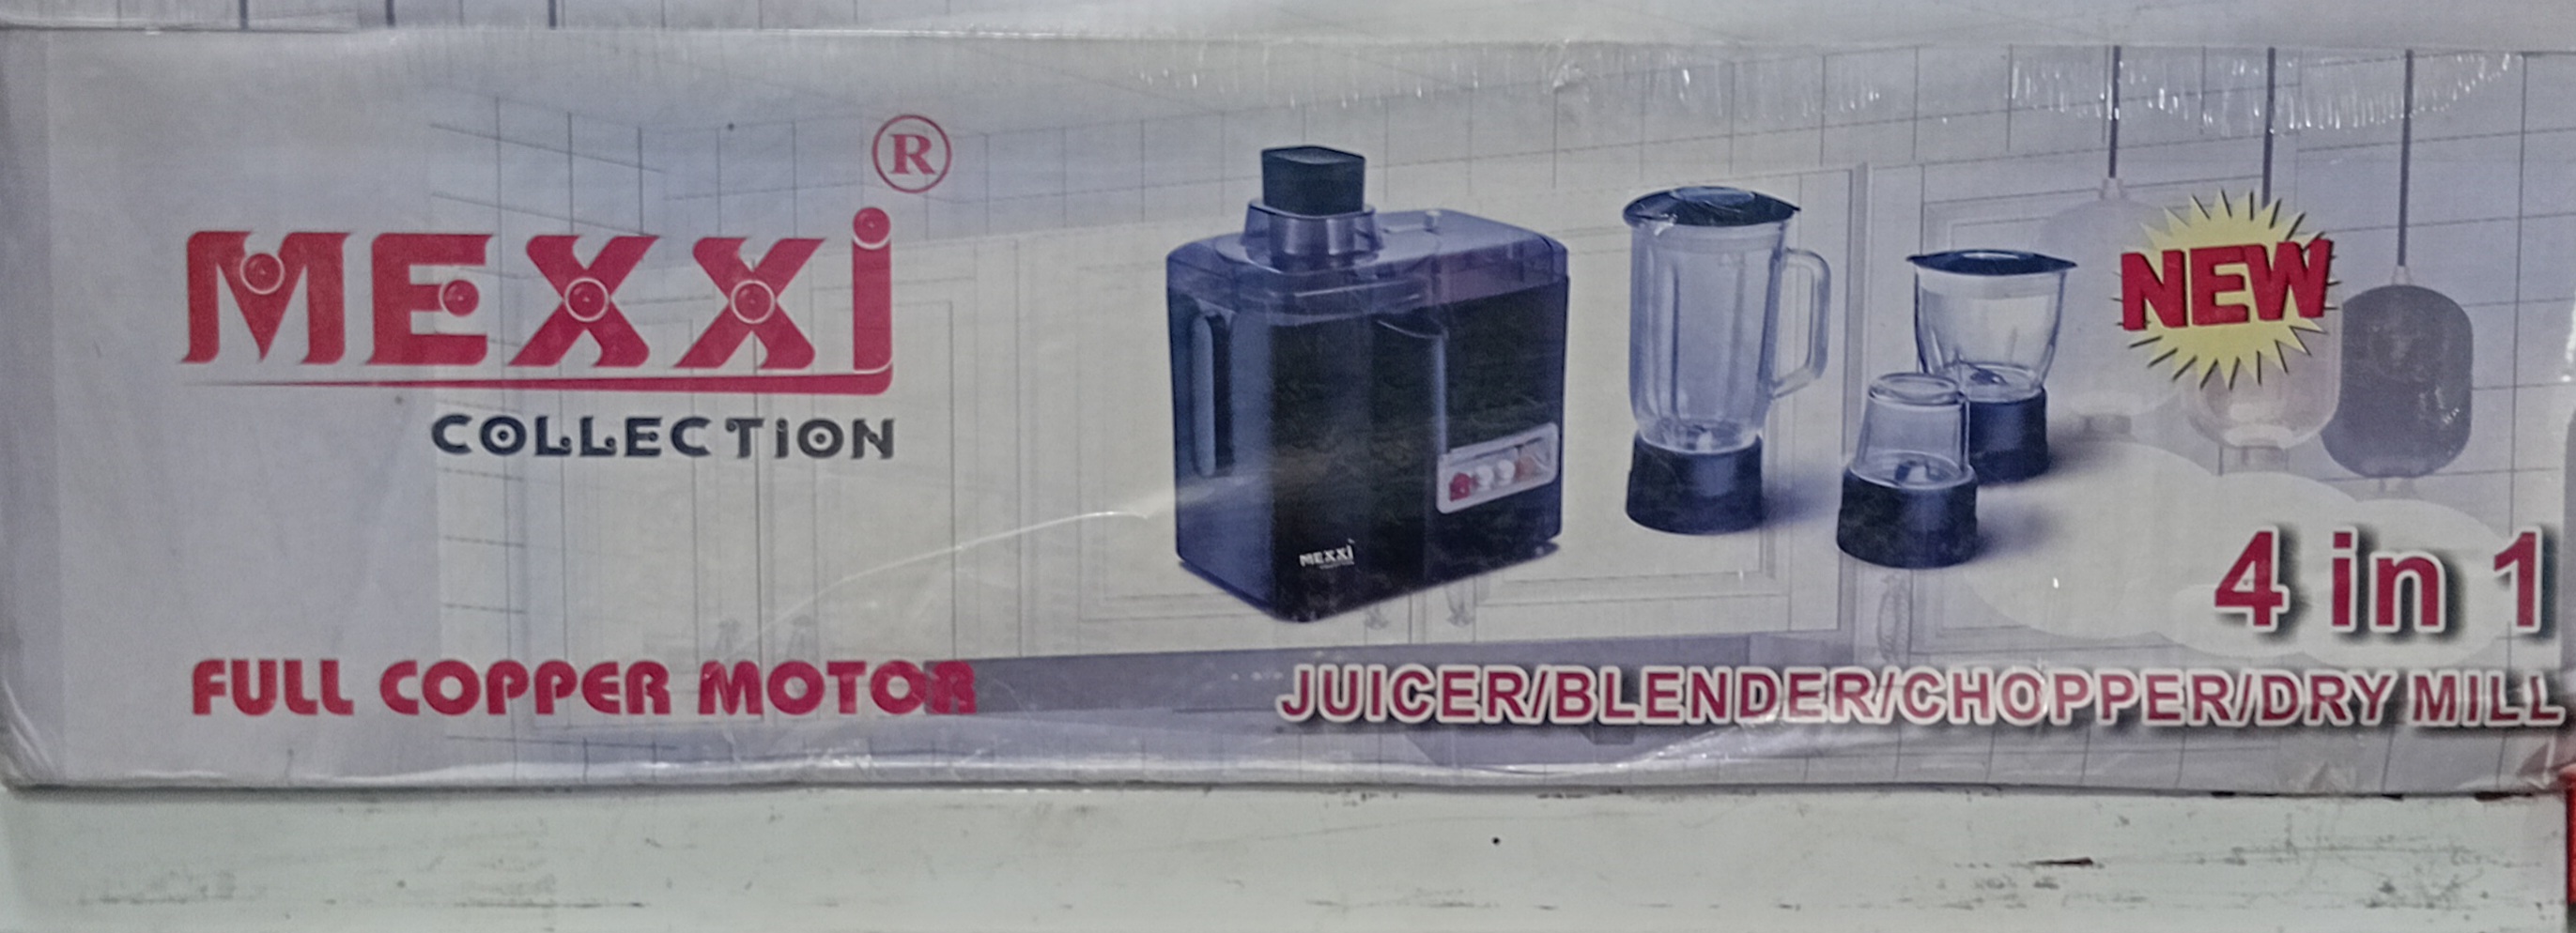 MEXXi®
COLLECTiON
FULL COPPER MOTOR
MEXXi
NEW
4 in 1
JUICER/BLENDER/CHOPPER/DRY MILL